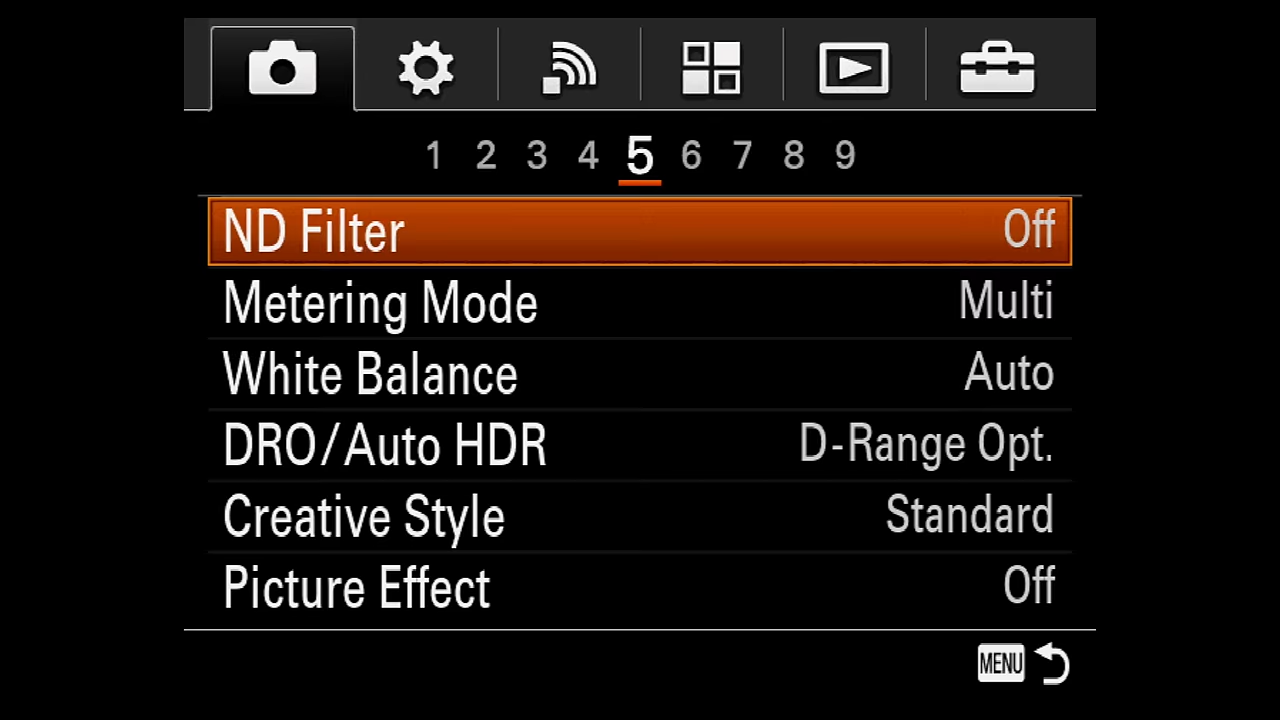 1 2 3 4 5 6 7 8 9
ND Filter Off
Metering Mode Multi
White Balance Auto
DRO/Auto HDR D-Range Opt.
Creative Style Standard
Picture Effect Off
MENU